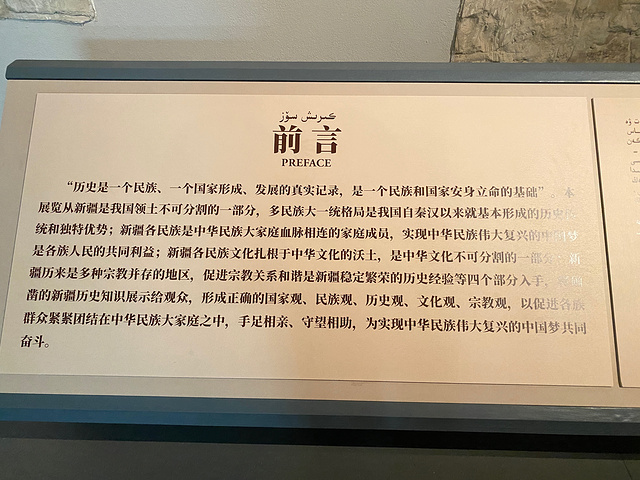 كىرىش سۆز
前言
PREFACE
“历史是一个民族、一个国家形成、发展的真实记录，是一个民族和国家安身立命的基础”。本
展览从新疆是我国领土不可分割的一部分，多民族大一统格局是我国自秦汉以来就基本形成的历史
统和独特优势；新疆各民族是中华民族大家庭血脉相连的家庭成员，实现中华民族伟大复兴的中国梦
是各族人民的共同利益；新疆各民族文化扎根于中华文化的沃土，是中华文化不可分割的一部分；新
疆历来是多种宗教并存的地区，促进宗教关系和谐是新疆稳定繁荣的历史经验等四个部分入手，
凿的新疆历史知识展示给观众，形成正确的国家观、民族观、历史观、文化观、宗教观，以促进各族
群众紧紧团结在中华民族大家庭之中，手足相亲、守望相助，为实现中华民族伟大复兴的中国梦共同
奋斗。